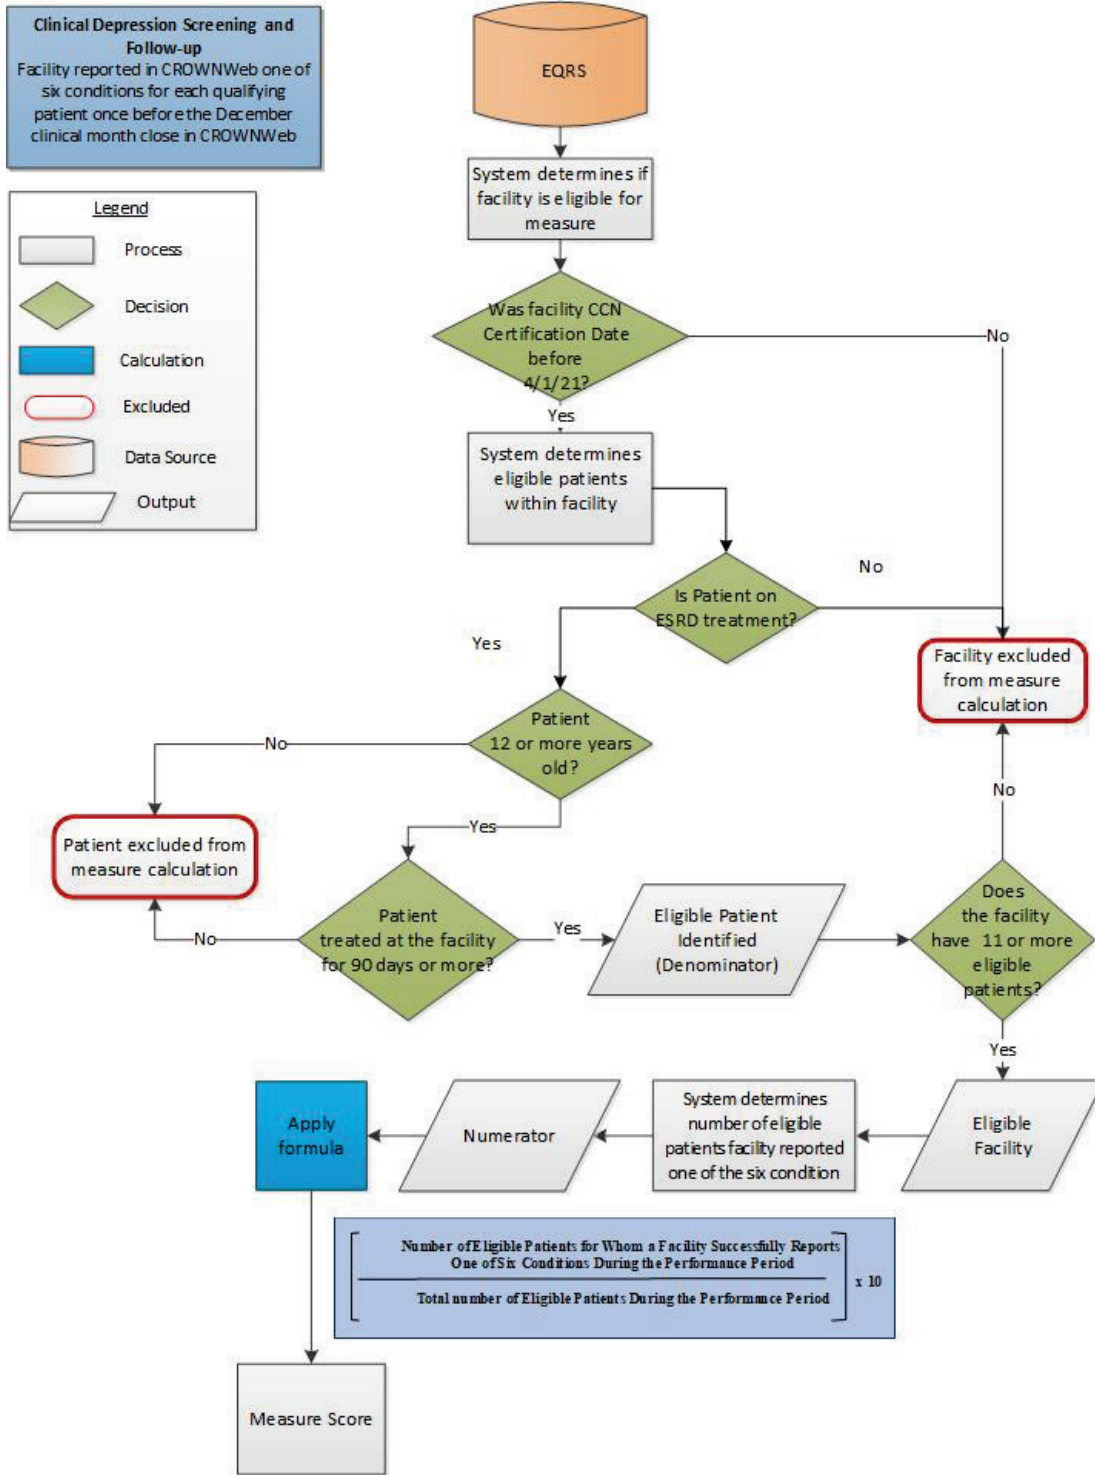 Clinical Depression Screening and
Follow-up
Facility reported in CROWNWeb one of
six conditions for each qualifying
patient once before the December
clinical month close in CROWNWeb
EQRS
System determines if
facility is eligible for
measure
Legend
Process
Decision
Calculation
Excluded
Data Source
Output
Was facility CCN
Certification Date
before
4/1/21?
No
Yes
System determines
eligible patients
within facility
Is Patient on
ESRD treatment?
No
Yes
Facility excluded
from measure
calculation
Patient
12 or more years
old?
No
Yes
Patient excluded from
measure calculation
No
Patient
treated at the facility
for 90 days or more?
Yes
Eligible Patient
Identified
(Denominator)
Does
the facility
have 11 or more
eligible
patients?
No
Yes
Eligible
Facility
System determines
number of eligible
patients facility reported
one of the six condition
Numerator
Apply
formula
Number of Eligible Patients for Whom a Facility Successfully Reports
One of Six Conditions During the Performance Period
Total number of Eligible Patients During the Performance Period
x 10
Measure Score